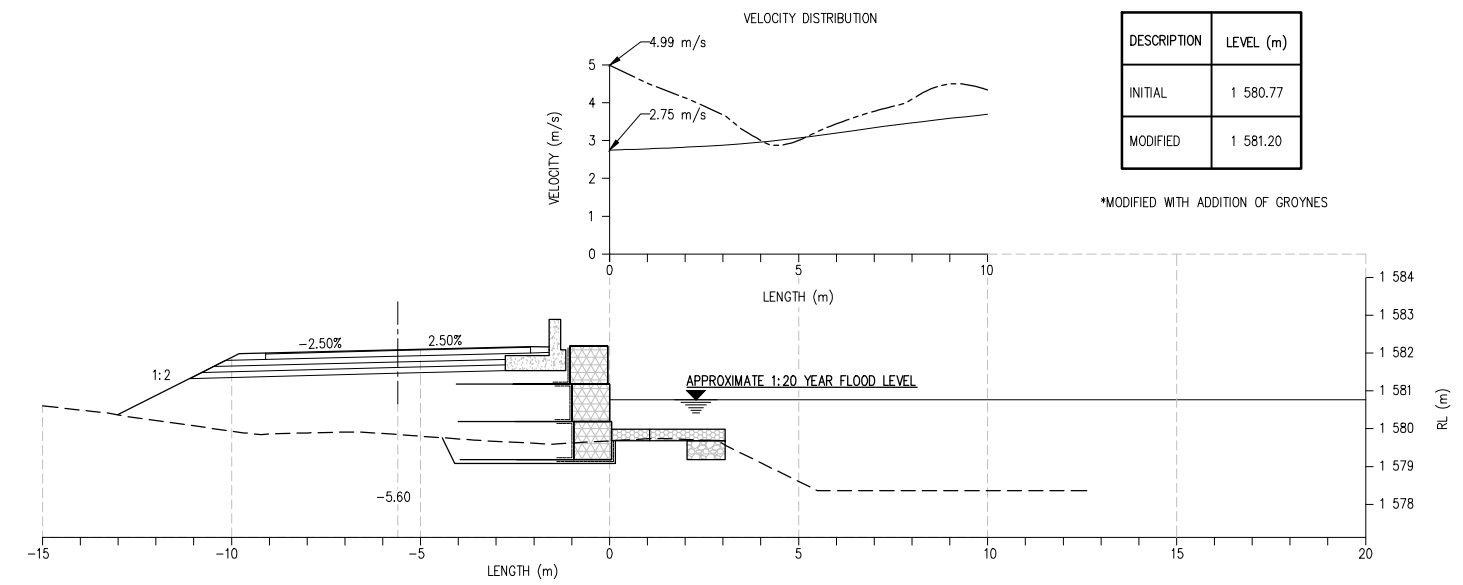 VELOCITY DISTRIBUTION
4.99 m/s
2.75 m/s
VELOCITY (m/s)
5
4
3
2
1
0
0 5 10
LENGTH (m)
DESCRIPTION LEVEL (m)
INITIAL 1 580.77
MODIFIED 1 581.20
*MODIFIED WITH ADDITION OF GROYNES
1 584
1 583
1 582
1 581
1 580
1 579
1 578
RL (m)
-2.50% 2.50%
1:2
APPROXIMATE 1:20 YEAR FLOOD LEVEL
-5.60
-15 -10 -5 0 5 10 15 20
LENGTH (m)